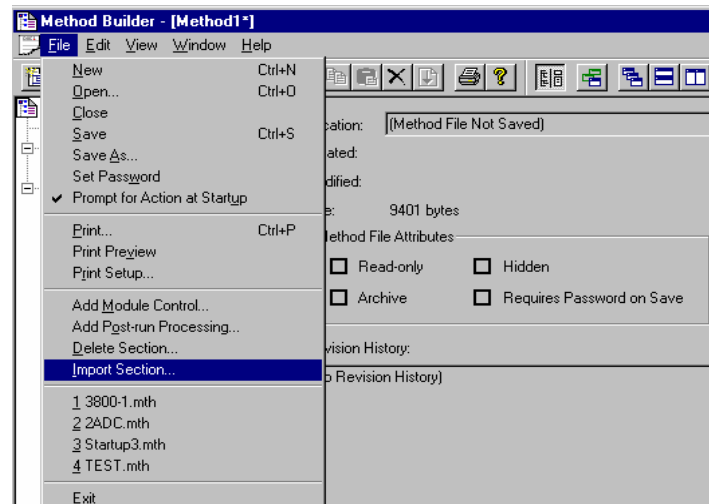 Method Builder - [Method1*]
File Edit View Window Help
New Ctrl+N
Open... Ctrl+O
Close
Save Ctrl+S
Save As...
Set Password
Prompt for Action at Startup
Print... Ctrl+P
Print Preview
Print Setup...
Add Module Control...
Add Post-run Processing...
Delete Section...
Import Section...
1 3800-1.mth
2 2ADC.mth
3 Startup3.mth
4 TEST.mth
Exit
cation: (Method File Not Saved)
ated:
dified:
e: 9401 bytes
lethod File Attributes
Read-only Hidden
Archive Requires Password on Save
vision History:
o Revision History)